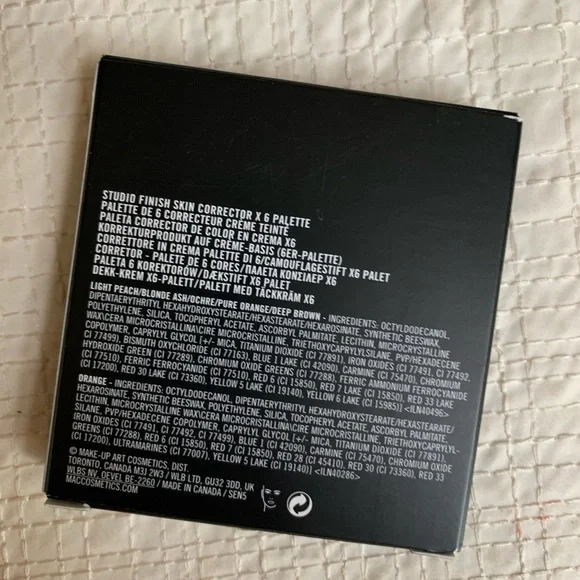 STUDIO FINISH SKIN CORRECTOR X 6 PALETTE
PALETTE DE 6 CORRECTEUR CRÈME TEINTÉ
PALETA CORRECTOR DE COLOR EN CREMA X6
KORREKTURPRODUKT AUF CREME-BASIS (6ER-PALETTE)
CORRETTORE IN CREMA PALETTE DI 6/CAMOUFLAGESTIFT X6 PALET
CORRETOR - PALETE DE 6 CORES/ΠΑΛΕΤΑ ΚΟΝΣΙΛΕΡ X6
PALETA 6 KOREKTORÓW/DÆKSTIFT X6 PALET
DEKK-KREM X6-PALETT/PALETT MED TÄCKKRÄM X6
LIGHT PEACH/BLONDE ASH/OCHRE/PURE ORANGE/DEEP BROWN - INGREDIENTS: OCTYLDODECANOL,
DIPENTAERYTHRITYL HEXAHYDROXYSTEARATE/HEXASTEARATE/HEXAROSINATE, SYNTHETIC BEESWAX,
POLYETHYLENE, SILICA, TOCOPHERYL ACETATE, ASCORBYL PALMITATE, LECITHIN, MICROCRYSTALLINE
WAX\CERA MICROCRISTALLINA\CIRE MICROCRISTALLINE, TRIETHOXYCAPRYLYLSILANE, PVP/HEXADECENE
COPOLYMER, CAPRYLYL GLYCOL [+/- MICA, TITANIUM DIOXIDE (CI 77891), IRON OXIDES (CI 77491, CI 77492,
CI 77499), BISMUTH OXYCHLORIDE (CI 77163), BLUE 1 LAKE (CI 42090), CARMINE (CI 75470), CHROMIUM
HYDROXIDE GREEN (CI 77289), CHROMIUM OXIDE GREENS (CI 77288), FERRIC AMMONIUM FERROCYANIDE
(CI 77510), FERRIC FERROCYANIDE (CI 77510), RED 6 (CI 15850), RED 7 LAKE (CI 15850), RED 33 LAKE
(CI 17200), RED 30 LAKE (CI 73360), YELLOW 5 LAKE (CI 19140), YELLOW 6 LAKE (CI 15985)] <ILN40496>
ORANGE - INGREDIENTS: OCTYLDODECANOL, DIPENTAERYTHRITYL HEXAHYDROXYSTEARATE/HEXASTEARATE/
HEXAROSINATE, SYNTHETIC BEESWAX, POLYETHYLENE, SILICA, TOCOPHERYL ACETATE, ASCORBYL PALMITATE,
LECITHIN, MICROCRYSTALLINE WAX\CERA MICROCRISTALLINA\CIRE MICROCRISTALLINE, TRIETHOXYCAPRYLYL-
SILANE, PVP/HEXADECENE COPOLYMER, CAPRYLYL GLYCOL [+/- MICA, TITANIUM DIOXIDE (CI 77891),
IRON OXIDES (CI 77491, CI 77492, CI 77499), BLUE 1 (CI 42090), CARMINE (CI 75470), CHROMIUM OXIDE
GREENS (CI 77288), RED 6 (CI 15850), RED 7 (CI 15850), RED 28 (CI 45410), RED 30 (CI 73360), RED 33
(CI 17200), ULTRAMARINES (CI 77007), YELLOW 5 LAKE (CI 19140)] <ILN40286>
© MAKE-UP ART COSMETICS, DIST.
TORONTO, CANADA M3J 2W3 / WLB LTD, GU32 3DD, UK
WLBS NV, OEVEL BE-2260 / MADE IN CANADA / SEN5
MACCOSMETICS.COM